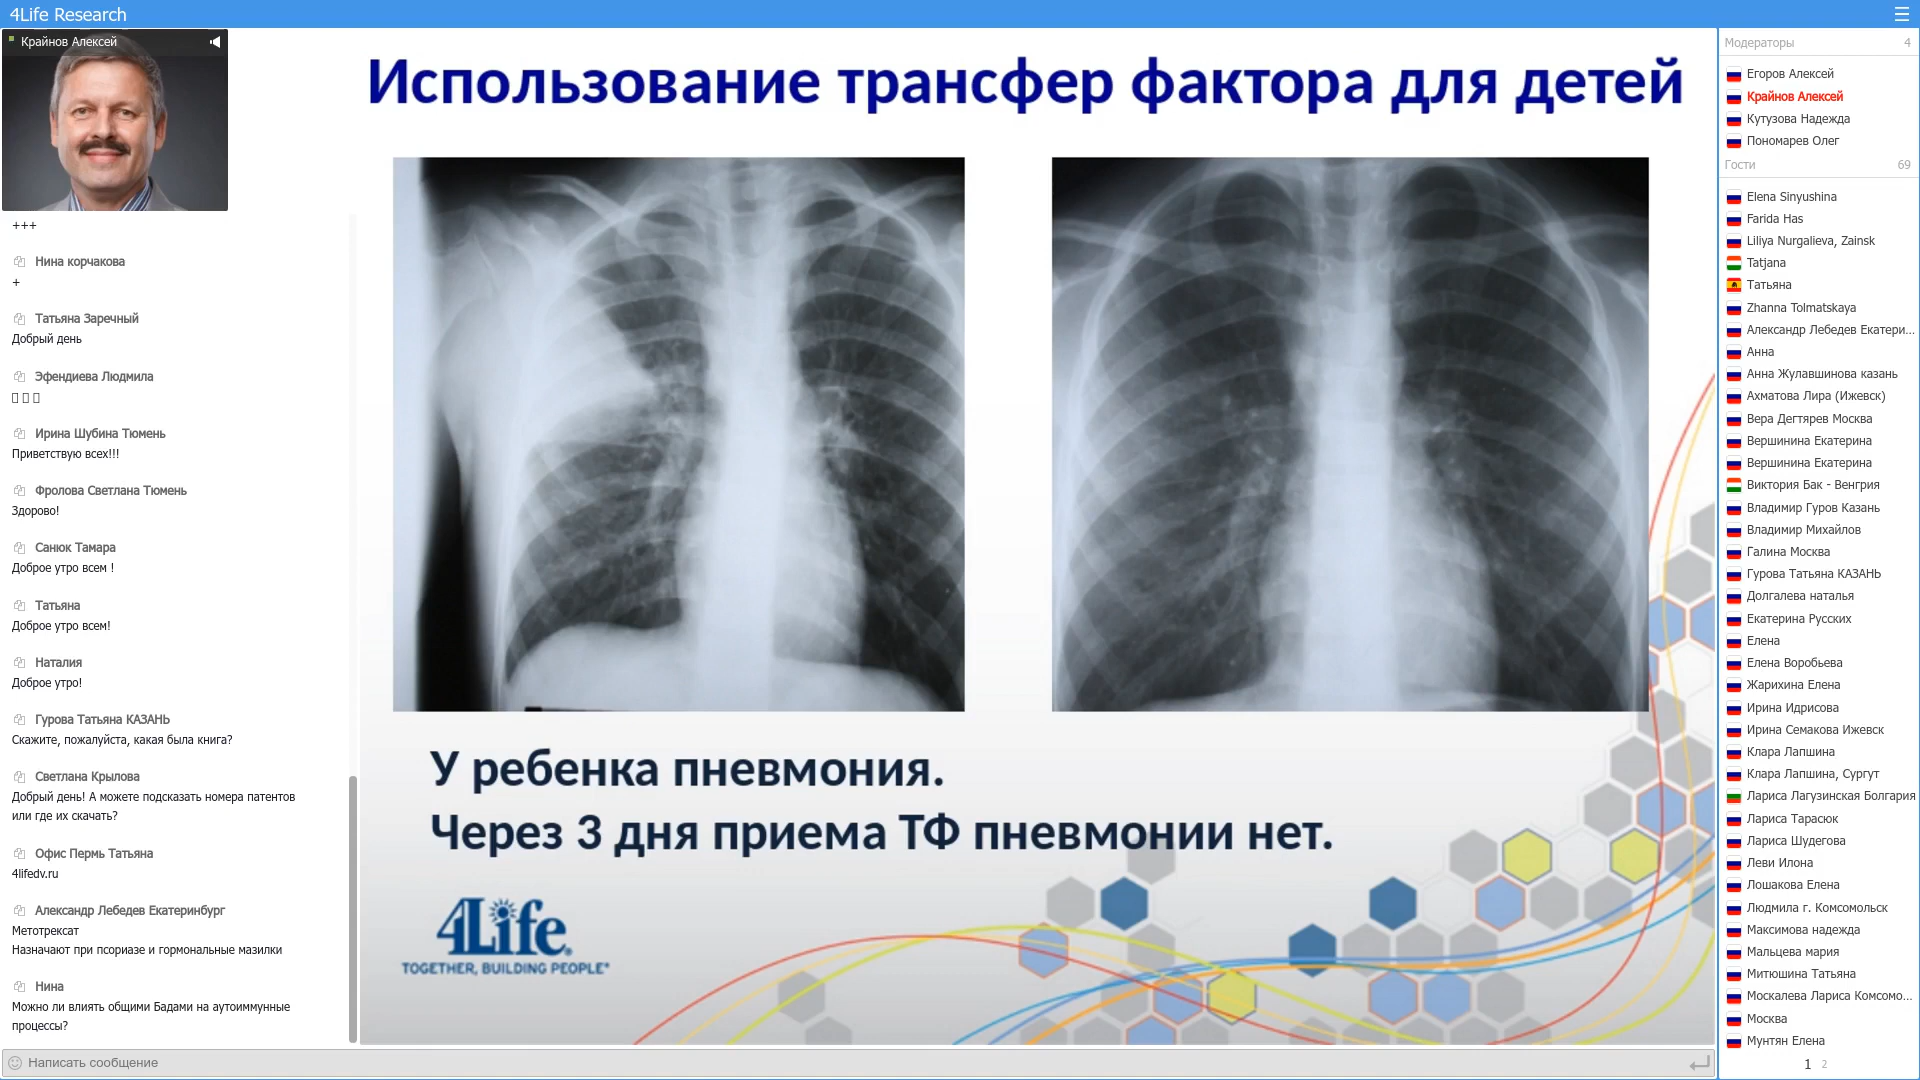 4Life Research
Крайнов Алексей
+++
Нина корчакова
+
Татьяна Заречный
Добрый день
Эфендиева Людмила
Ирина Шубина Тюмень
Приветствую всех!!!
Фролова Светлана Тюмень
Здорово!
Санюк Тамара
Доброе утро всем !
Татьяна
Доброе утро всем!
Наталия
Доброе утро!
Гурова Татьяна КАЗАНЬ
Скажите, пожалуйста, какая была книга?
Светлана Крылова
Добрый день! А можете подсказать номера патентов
или где их скачать?
Офис Пермь Татьяна
4lifedv.ru
Александр Лебедев Екатеринбург
Метотрексат
Назначают при псориазе и гормональные мазилки
Нина
Можно ли влиять общими Бадами на аутоиммунные
процессы?
Написать сообщение
Использование трансфер фактора для детей
У ребенка пневмония.
Через 3 дня приема ТФ пневмонии нет.
4Life®
TOGETHER, BUILDING PEOPLE®
Модераторы 4
Егоров Алексей
Крайнов Алексей
Кутузова Надежда
Пономарев Олег
Гости 69
Elena Sinyushina
Farida Has
Liliya Nurgalieva, Zainsk
Tatjana
Татьяна
Zhanna Tolmatskaya
Александр Лебедев Екатери...
Анна
Анна Жулавшинова казань
Ахматова Лира (Ижевск)
Вера Дегтярев Москва
Вершинина Екатерина
Вершинина Екатерина
Виктория Бак - Венгрия
Владимир Гуров Казань
Владимир Михайлов
Галина Москва
Гурова Татьяна КАЗАНЬ
Долгалева наталья
Екатерина Русских
Елена
Елена Воробьева
Жарихина Елена
Ирина Идрисова
Ирина Семакова Ижевск
Клара Лапшина
Клара Лапшина, Сургут
Лариса Лагузинская Болгария
Лариса Тарасюк
Лариса Шудегова
Леви Илона
Лошакова Елена
Людмила г. Комсомольск
Максимова надежда
Мальцева мария
Митюшина Татьяна
Москалева Лариса Комсомо...
Москва
Мунтян Елена
1 2